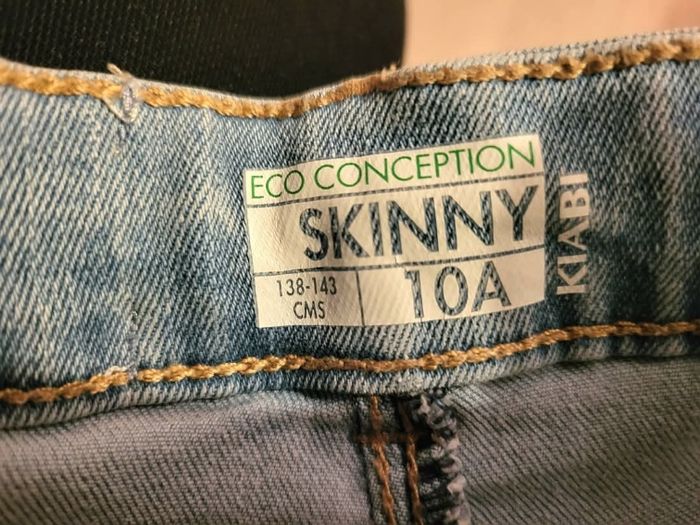 ECO CONCEPTION
SKINNY
138-143
CMS
10A
KIABI